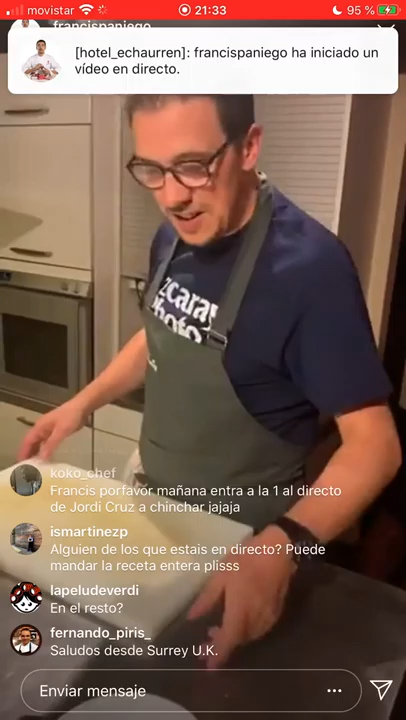 movistar
21:33
95 %
francispaniego
[hotel_echaurren]: francispaniego ha iniciado un
vídeo en directo.
zcaray
Photo
koko_chef
Francis porfavor mañana entra a la 1 al directo
de Jordi Cruz a chinchar jajaja
ismartinezp
Alguien de los que estais en directo? Puede
mandar la receta entera plisss
lapeludeverdi
En el resto?
fernando_piris_
Saludos desde Surrey U.K.
Enviar mensaje